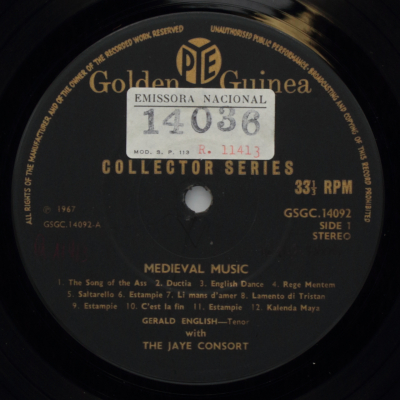 ALL RIGHTS OF THE MANUFACTURER, AND OF THE OWNER OF THE RECORDED WORK RESERVED
UNAUTHORISED PUBLIC PERFORMANCE, BROADCASTING AND COPYING OF THIS RECORD PROHIBITED
PYE
Golden Guinea
EMISSORA NACIONAL
14036
MOD. S. P. 113 R. 11413
COLLECTOR SERIES
33⅓ RPM
℗ 1967
GSGC.14092-A
GSGC.14092
SIDE 1
STEREO
MEDIEVAL MUSIC
1. The Song of the Ass 2. Ductia 3. English Dance 4. Rege Mentem
5. Saltarello 6. Estampie 7. Li mans d'amer 8. Lamento di Tristan
9. Estampie 10. C'est la fin 11. Estampie 12. Kalenda Maya
GERALD ENGLISH—Tenor
with
THE JAYE CONSORT